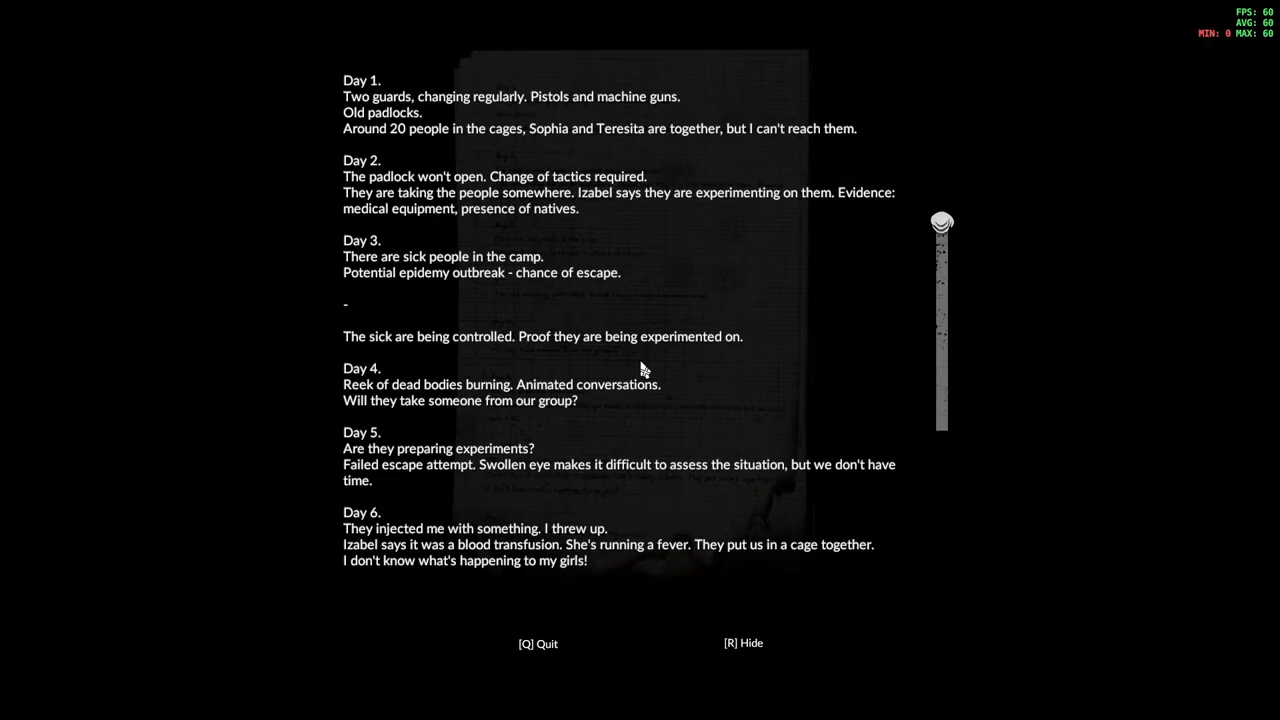 FPS: 60
AVG: 60
MIN: 0 MAX: 60
Day 1.
Two guards, changing regularly. Pistols and machine guns.
Old padlocks.
Around 20 people in the cages, Sophia and Teresita are together, but I can't reach them.
Day 2.
The padlock won't open. Change of tactics required.
They are taking the people somewhere. Izabel says they are experimenting on them. Evidence:
medical equipment, presence of natives.
Day 3.
There are sick people in the camp.
Potential epidemy outbreak - chance of escape.
-
The sick are being controlled. Proof they are being experimented on.
Day 4.
Reek of dead bodies burning. Animated conversations.
Will they take someone from our group?
Day 5.
Are they preparing experiments?
Failed escape attempt. Swollen eye makes it difficult to assess the situation, but we don't have
time.
Day 6.
They injected me with something. I threw up.
Izabel says it was a blood transfusion. She's running a fever. They put us in a cage together.
I don't know what's happening to my girls!
[Q] Quit
[R] Hide